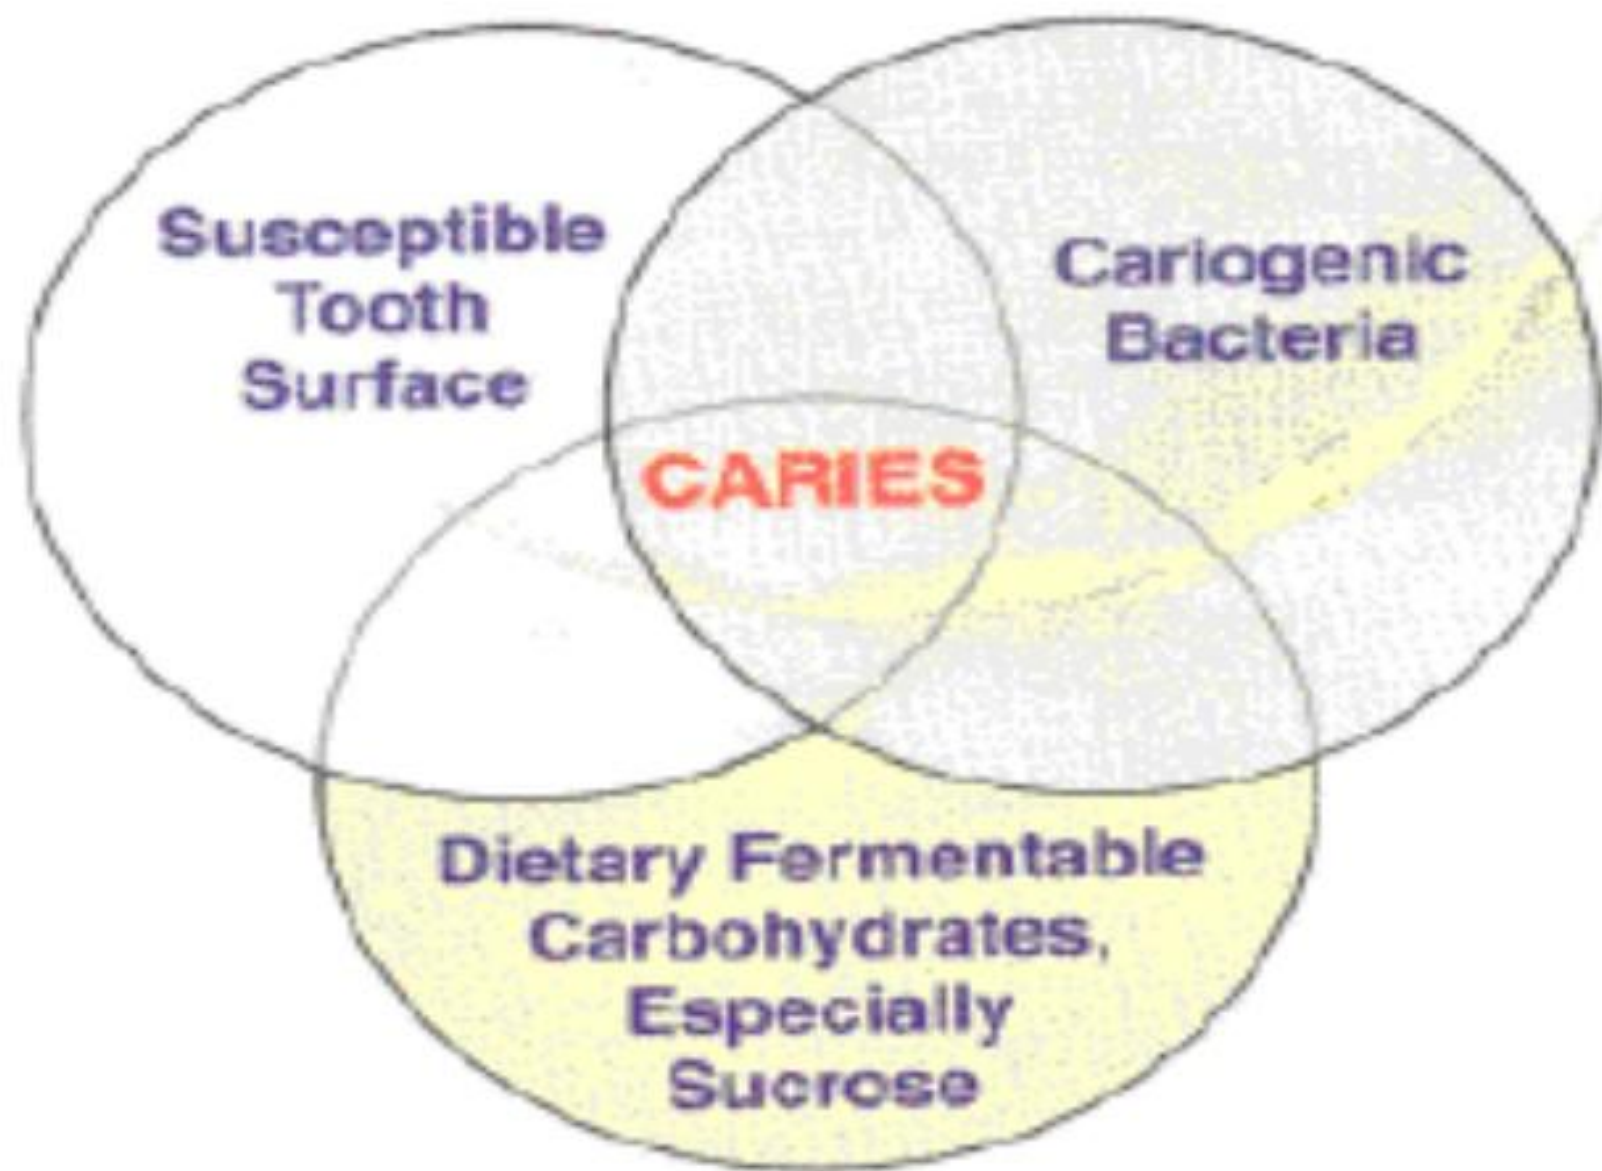 Susceptible
Tooth
Surface
Cariogenic
Bacteria
CARIES
Dietary Fermentable
Carbohydrates,
Especially
Sucrose